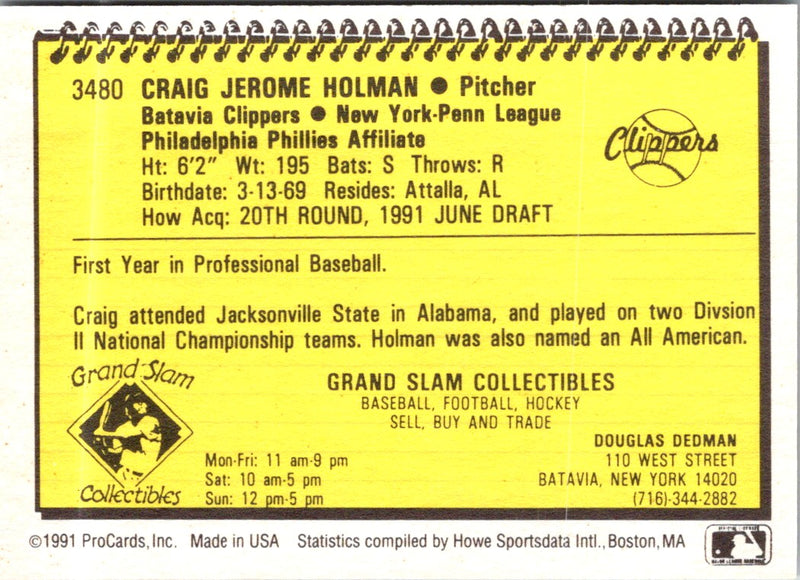 3480 CRAIG JEROME HOLMAN ● Pitcher
Batavia Clippers ● New York-Penn League
Philadelphia Phillies Affiliate
Clippers
Ht: 6'2" Wt: 195 Bats: S Throws: R
Birthdate: 3-13-69 Resides: Attalla, AL
How Acq: 20TH ROUND, 1991 JUNE DRAFT
First Year in Professional Baseball.
Craig attended Jacksonville State in Alabama, and played on two Divsion
II National Championship teams. Holman was also named an All American.
Grand Slam
Collectibles
GRAND SLAM COLLECTIBLES
BASEBALL, FOOTBALL, HOCKEY
SELL, BUY AND TRADE
Mon-Fri: 11 am-9 pm
Sat: 10 am-5 pm
Sun: 12 pm-5 pm
DOUGLAS DEDMAN
110 WEST STREET
BATAVIA, NEW YORK 14020
(716)-344-2882
©1991 ProCards, Inc. Made in USA Statistics compiled by Howe Sportsdata Intl., Boston, MA